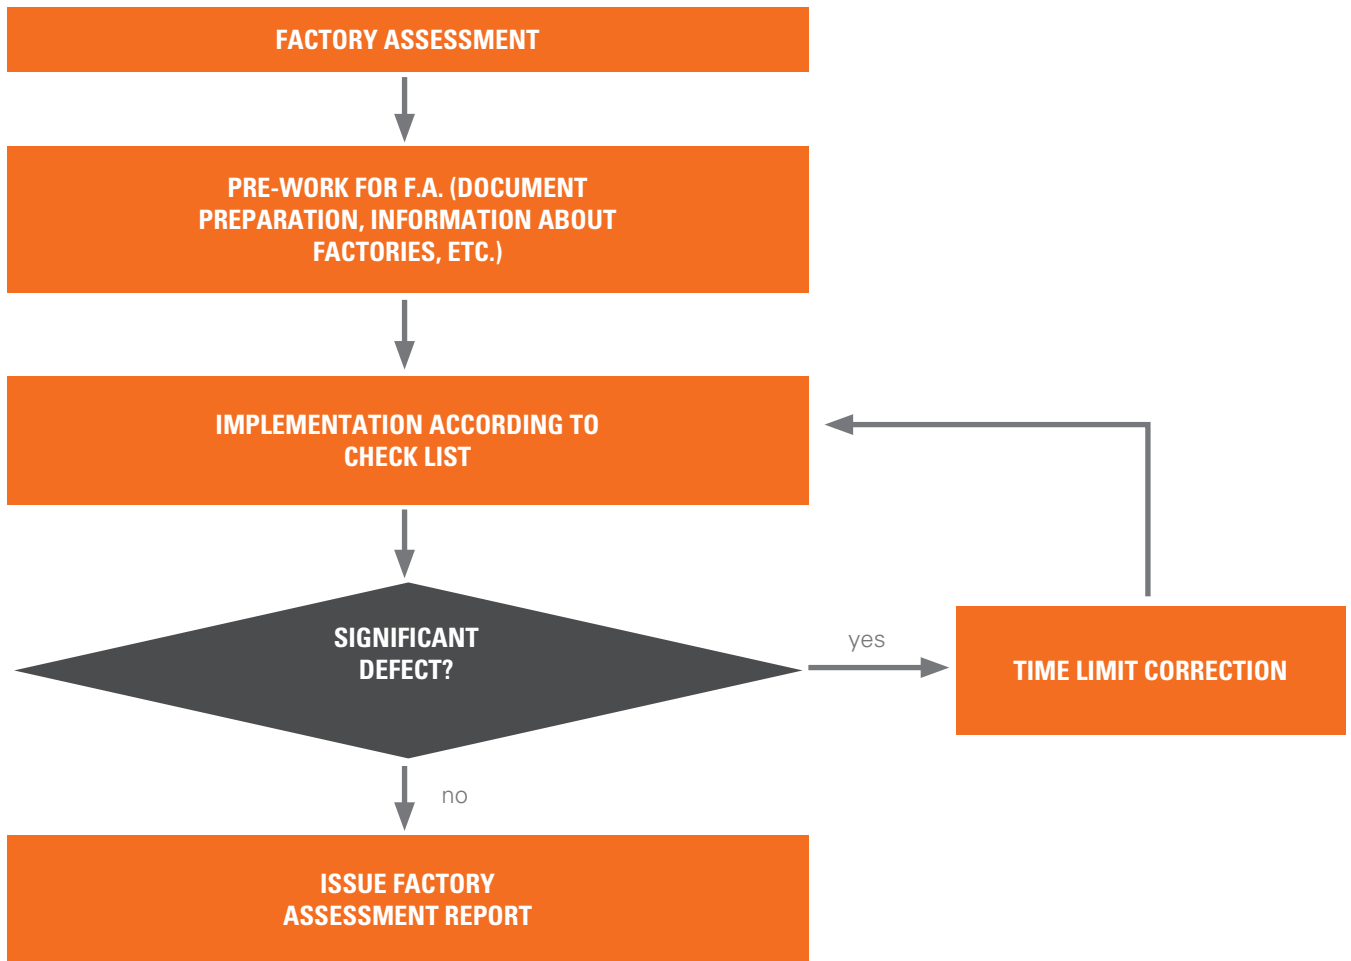 FACTORY ASSESSMENT
PRE-WORK FOR F.A. (DOCUMENT
PREPARATION, INFORMATION ABOUT
FACTORIES, ETC.)
IMPLEMENTATION ACCORDING TO
CHECK LIST
SIGNIFICANT
DEFECT?
yes
TIME LIMIT CORRECTION
no
ISSUE FACTORY
ASSESSMENT REPORT